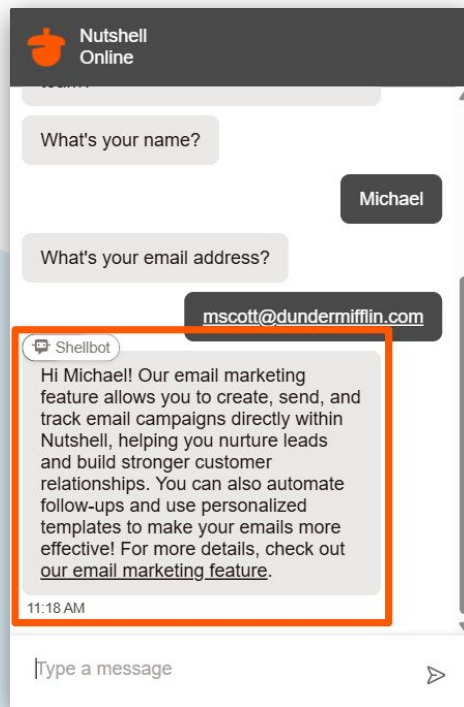 Nutshell
Online
team?
What's your name?
Michael
What's your email address?
mscott@dundermifflin.com
Shellbot
Hi Michael! Our email marketing
feature allows you to create, send, and
track email campaigns directly within
Nutshell, helping you nurture leads
and build stronger customer
relationships. You can also automate
follow-ups and use personalized
templates to make your emails more
effective! For more details, check out
our email marketing feature.
11:18 AM
Type a message